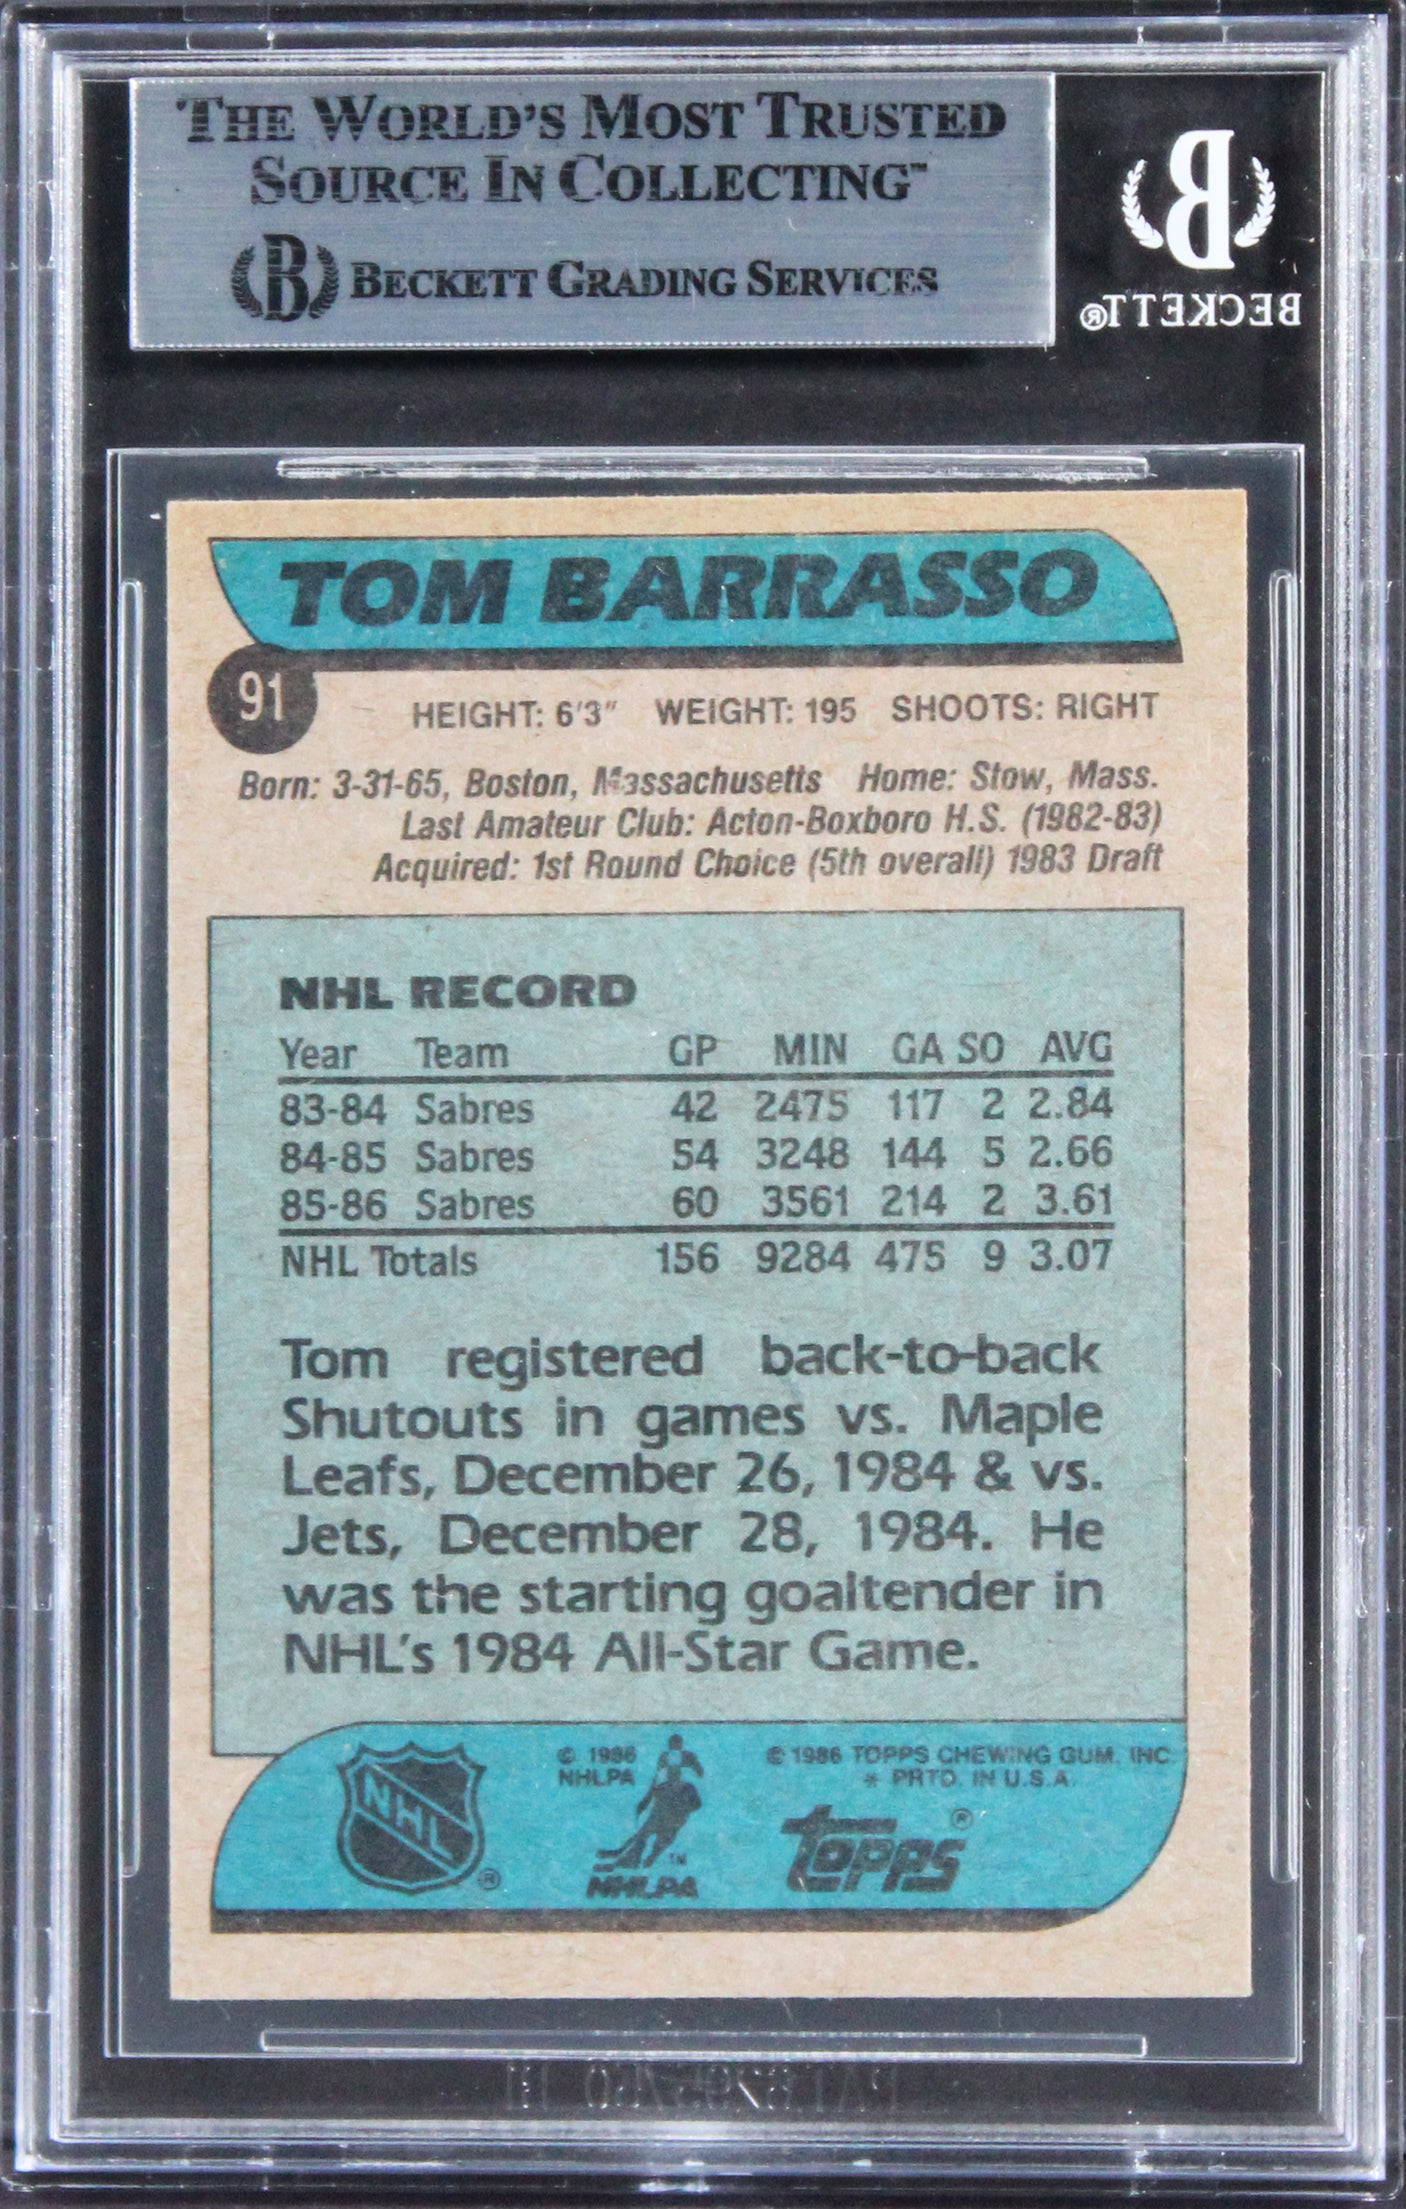 THE WORLD'S MOST TRUSTED
SOURCE IN COLLECTING™
B BECKETT GRADING SERVICES
B
BECKETT®
TOM BARRASSO
91
HEIGHT: 6'3" WEIGHT: 195 SHOOTS: RIGHT
Born: 3-31-65, Boston, Massachusetts Home: Stow, Mass.
Last Amateur Club: Acton-Boxboro H.S. (1982-83)
Acquired: 1st Round Choice (5th overall) 1983 Draft
NHL RECORD
Year Team GP MIN GA SO AVG
83-84 Sabres 42 2475 117 2 2.84
84-85 Sabres 54 3248 144 5 2.66
85-86 Sabres 60 3561 214 2 3.61
NHL Totals 156 9284 475 9 3.07
Tom registered back-to-back
Shutouts in games vs. Maple
Leafs, December 26, 1984 & vs.
Jets, December 28, 1984. He
was the starting goaltender in
NHL's 1984 All-Star Game.
NHL ®
© 1986
NHLPA
TM
NHLPA
© 1986 TOPPS CHEWING GUM, INC.
* PRTD. IN U.S.A.
topps ®